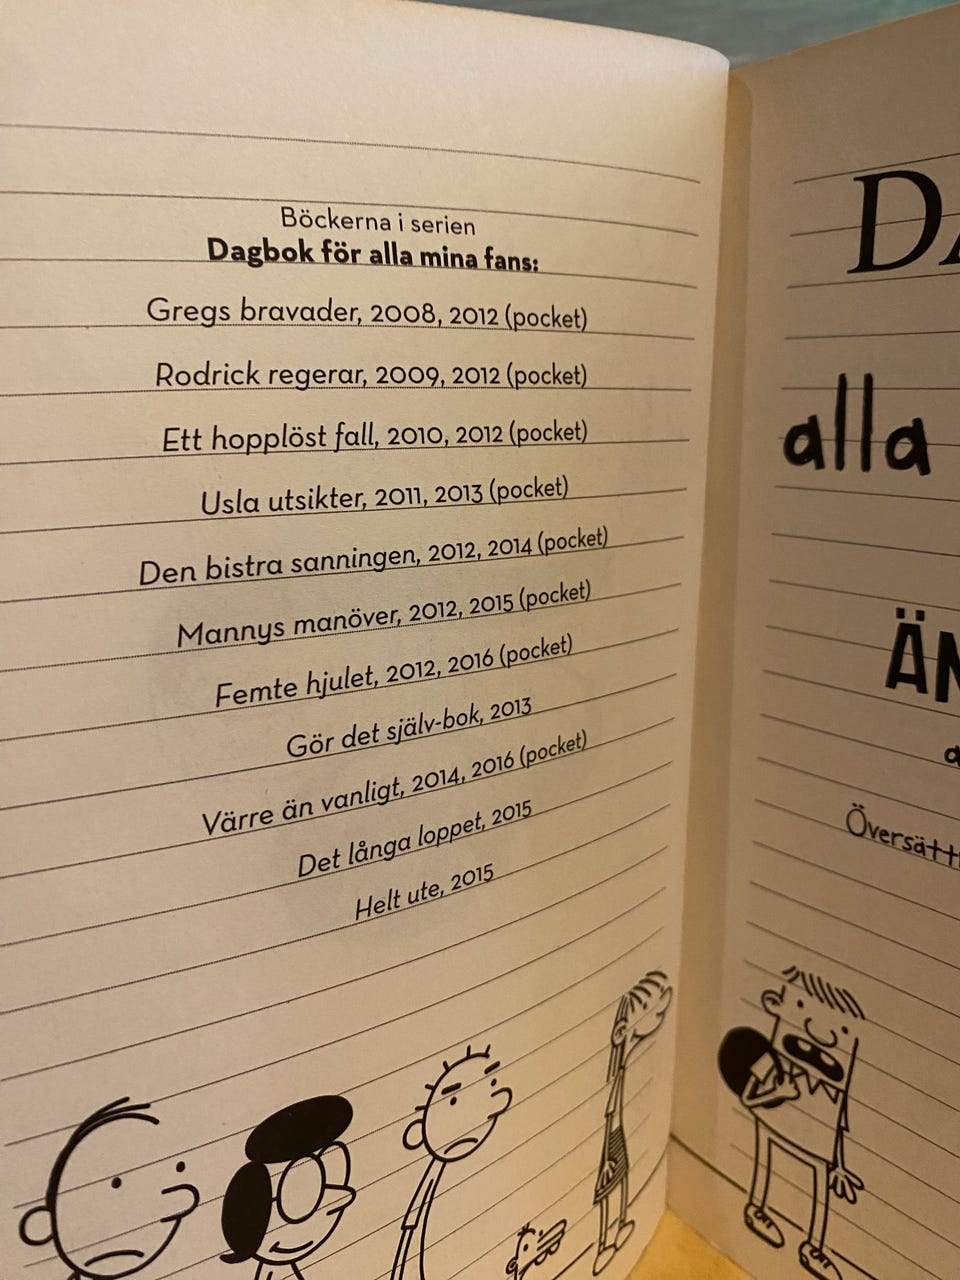 Böckerna i serien
Dagbok för alla mina fans:
Gregs bravader, 2008, 2012 (pocket)
Rodrick regerar, 2009, 2012 (pocket)
Ett hopplöst fall, 2010, 2012 (pocket)
Usla utsikter, 2011, 2013 (pocket)
Den bistra sanningen, 2012, 2014 (pocket)
Mannys manöver, 2012, 2015 (pocket)
Femte hjulet, 2012, 2016 (pocket)
Gör det själv-bok, 2013
Värre än vanligt, 2014, 2016 (pocket)
Det långa loppet, 2015
Helt ute, 2015
alla